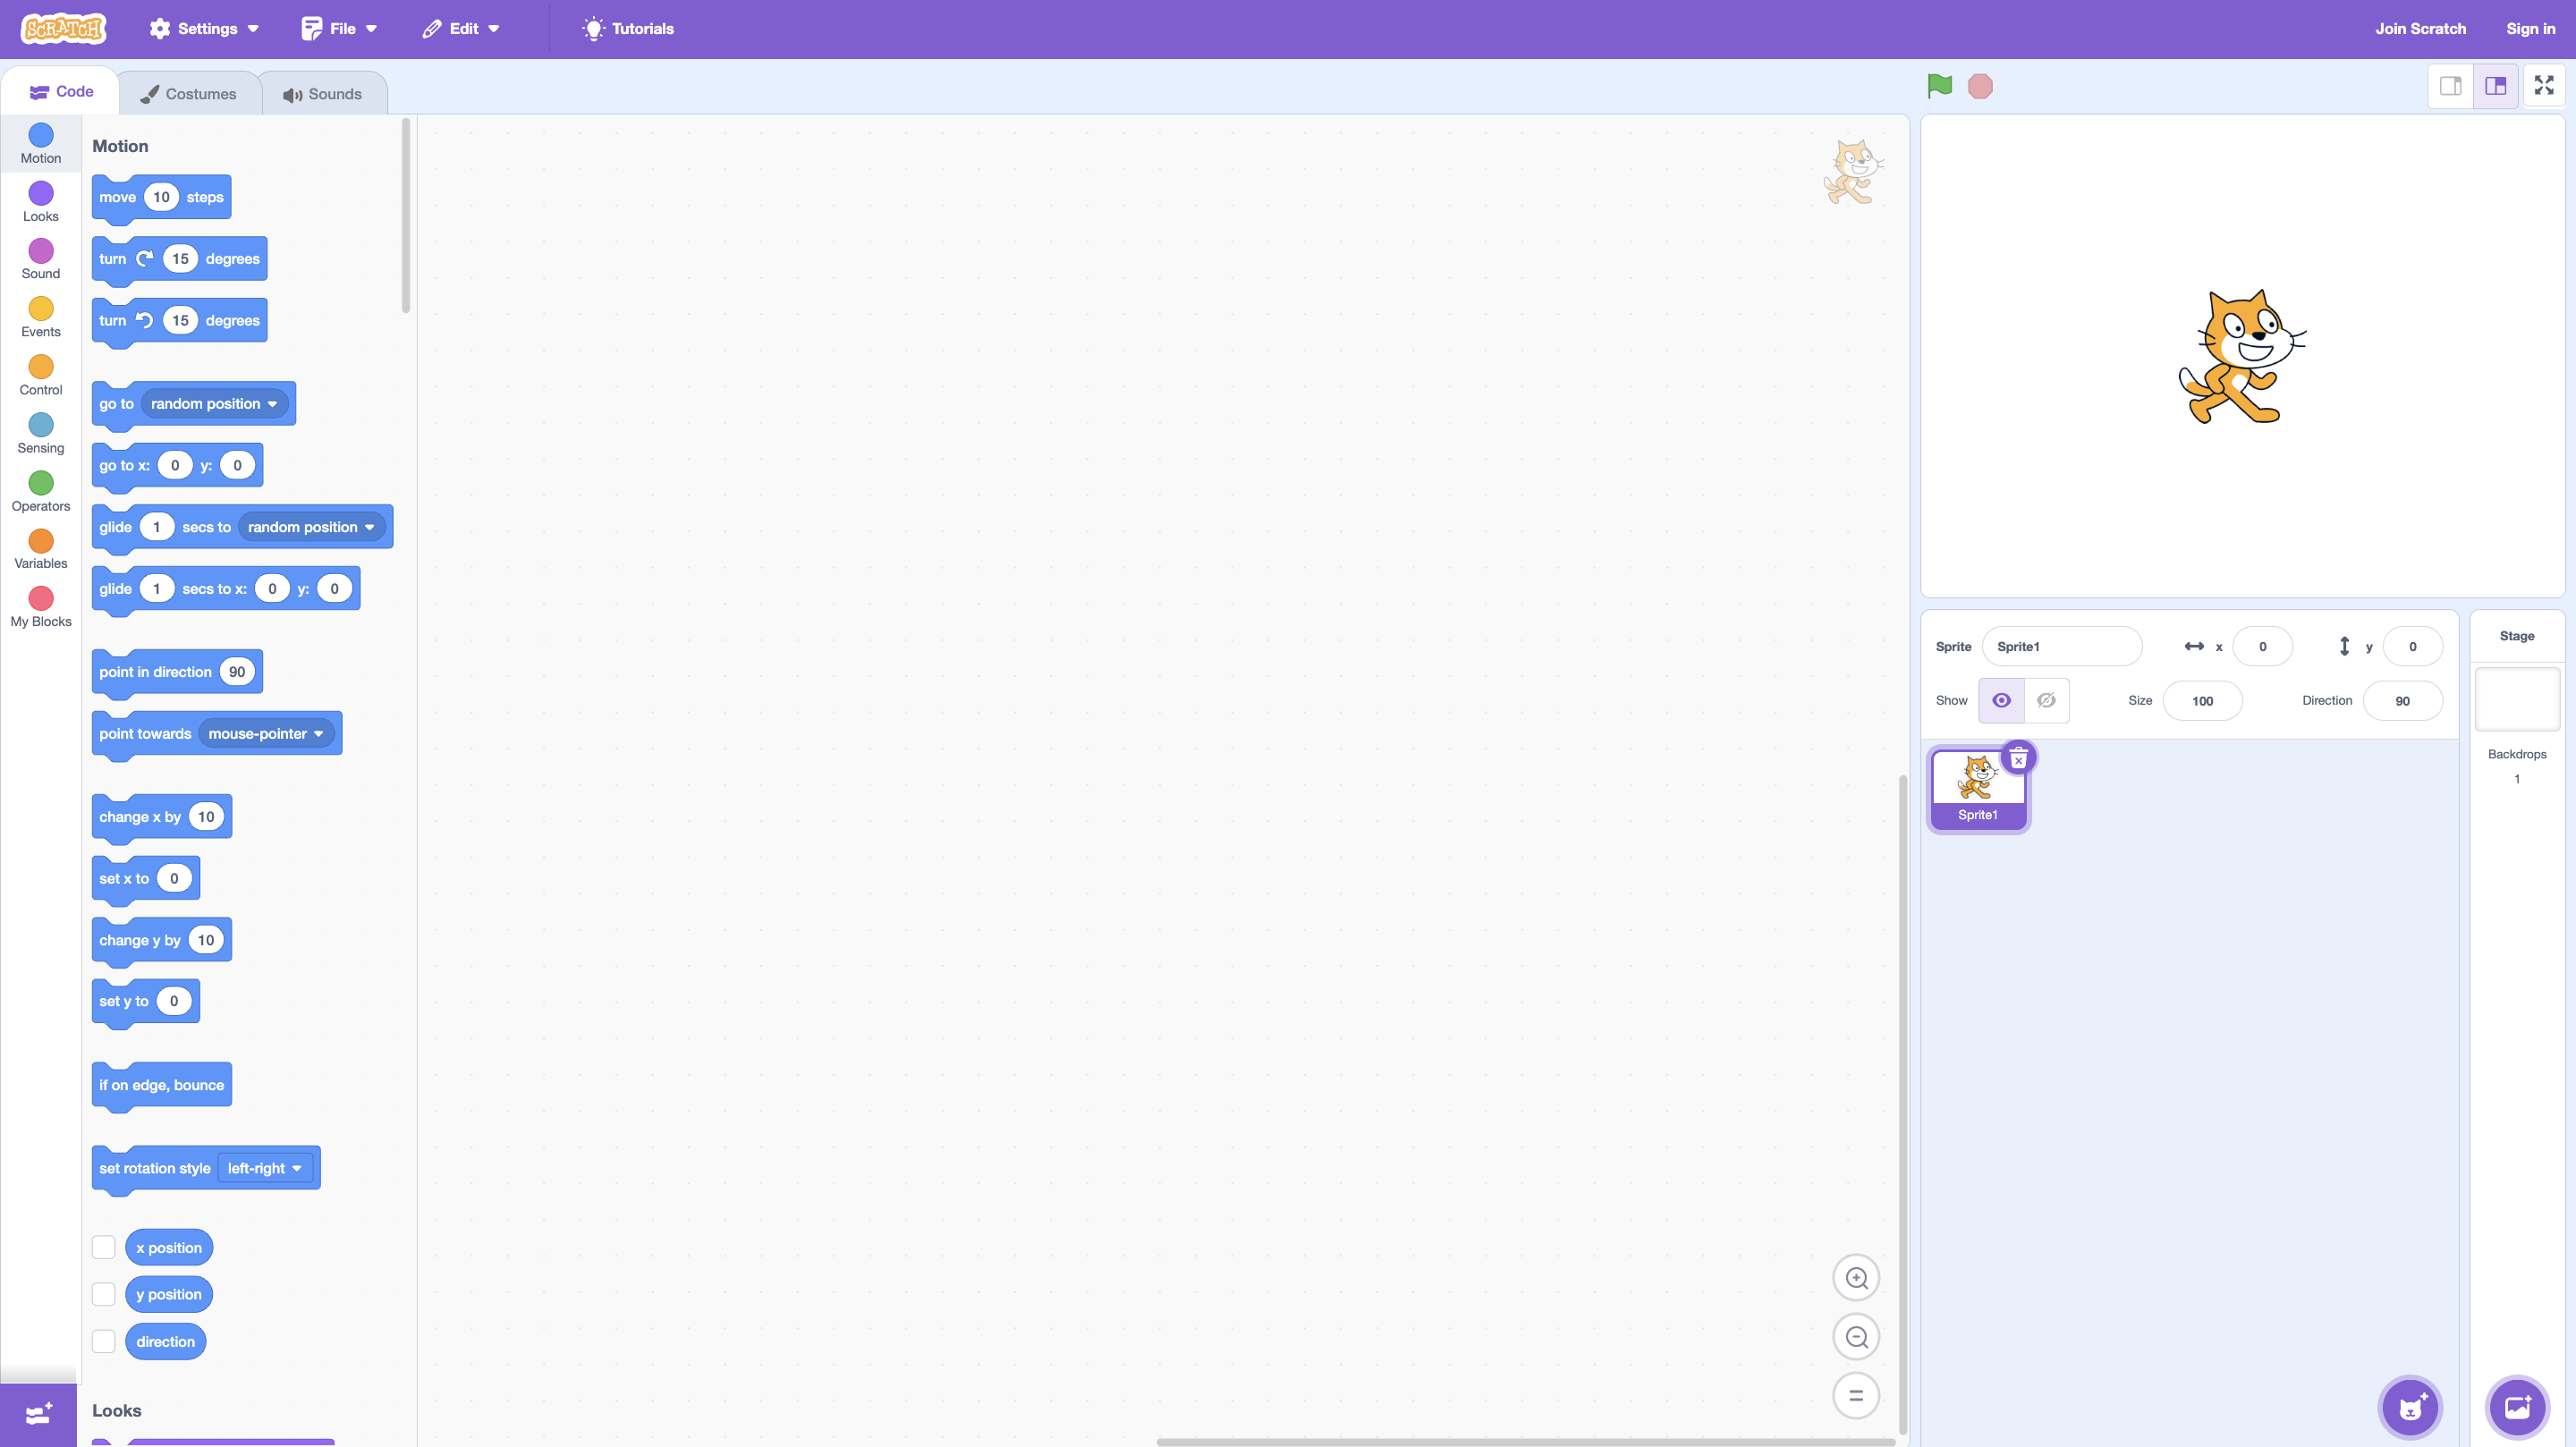 SCRATCH
Settings
File
Edit
Tutorials
Join Scratch
Sign in
Code
Costumes
Sounds
Motion
Looks
Sound
Events
Control
Sensing
Operators
Variables
My Blocks
Motion
move 10 steps
turn 15 degrees
turn 15 degrees
go to random position
go to x: 0 y: 0
glide 1 secs to random position
glide 1 secs to x: 0 y: 0
point in direction 90
point towards mouse-pointer
change x by 10
set x to 0
change y by 10
set y to 0
if on edge, bounce
set rotation style left-right
x position
y position
direction
Looks
Sprite Sprite1 x 0 y 0
Show Size 100 Direction 90
Sprite1
Stage
Backdrops
1